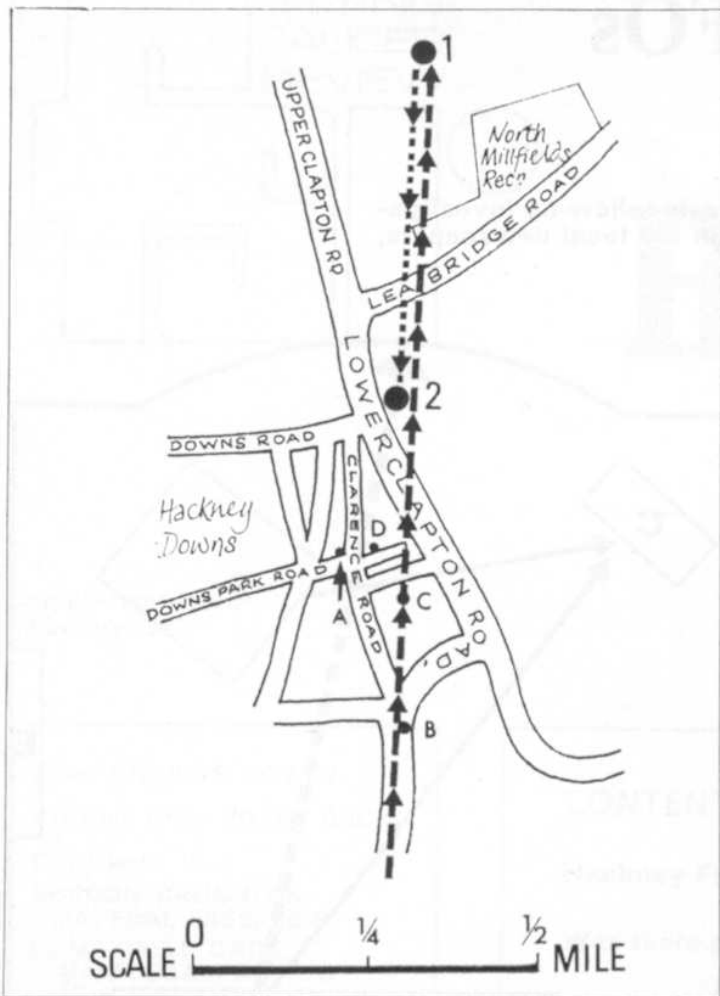 1
UPPER CLAPTON RD
North
Millfields
Recn
LEA BRIDGE ROAD
2
LOWER CLAPTON ROAD.
DOWNS ROAD
CLARENCE ROAD
Hackney
Downs
D
DOWNS PARK ROAD
A
C
B
0 1/4 1/2
SCALE MILE